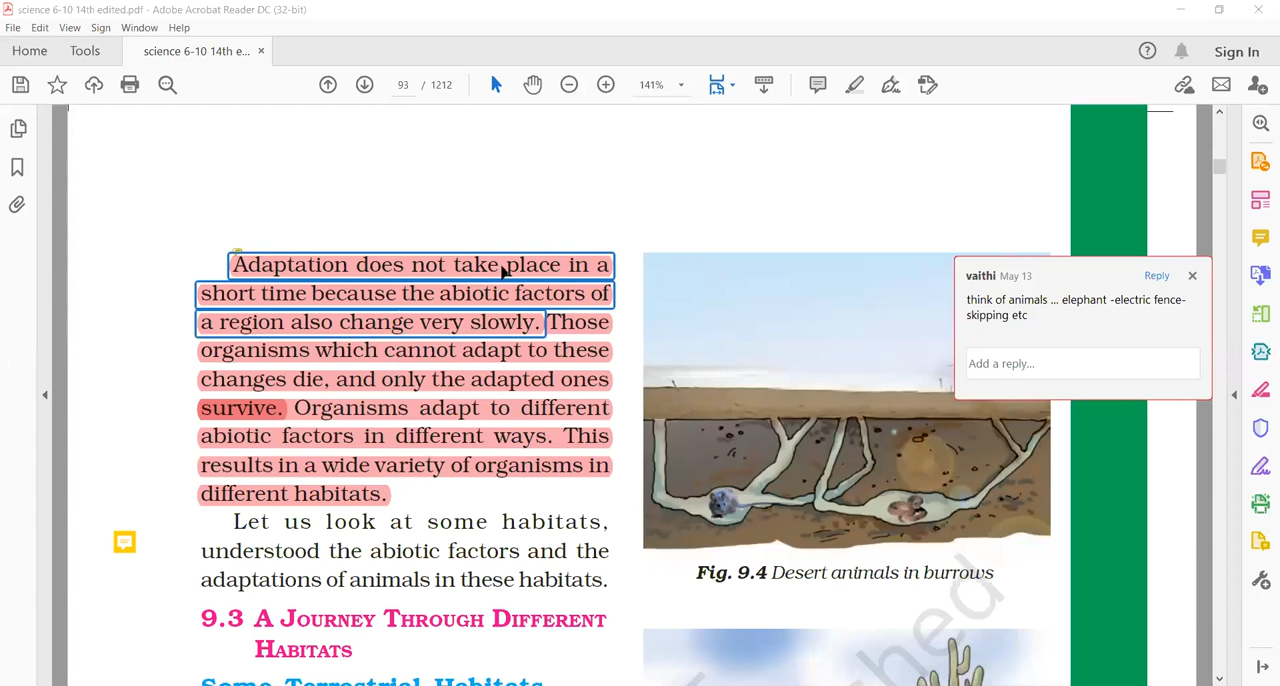 science 6-10 14th edited.pdf - Adobe Acrobat Reader DC (32-bit)
File Edit View Sign Window Help
Home Tools science 6-10 14th e... × Sign In
93 / 1212 141%
Adaptation does not take place in a
short time because the abiotic factors of
a region also change very slowly. Those
organisms which cannot adapt to these
changes die, and only the adapted ones
survive. Organisms adapt to different
abiotic factors in different ways. This
results in a wide variety of organisms in
different habitats.
Let us look at some habitats,
understood the abiotic factors and the
adaptations of animals in these habitats.
9.3 A Journey Through Different
Habitats
Some Terrestrial Habitats
vaithi May 13 Reply
think of animals ... elephant -electric fence-
skipping etc
Add a reply...
Fig. 9.4 Desert animals in burrows
shed